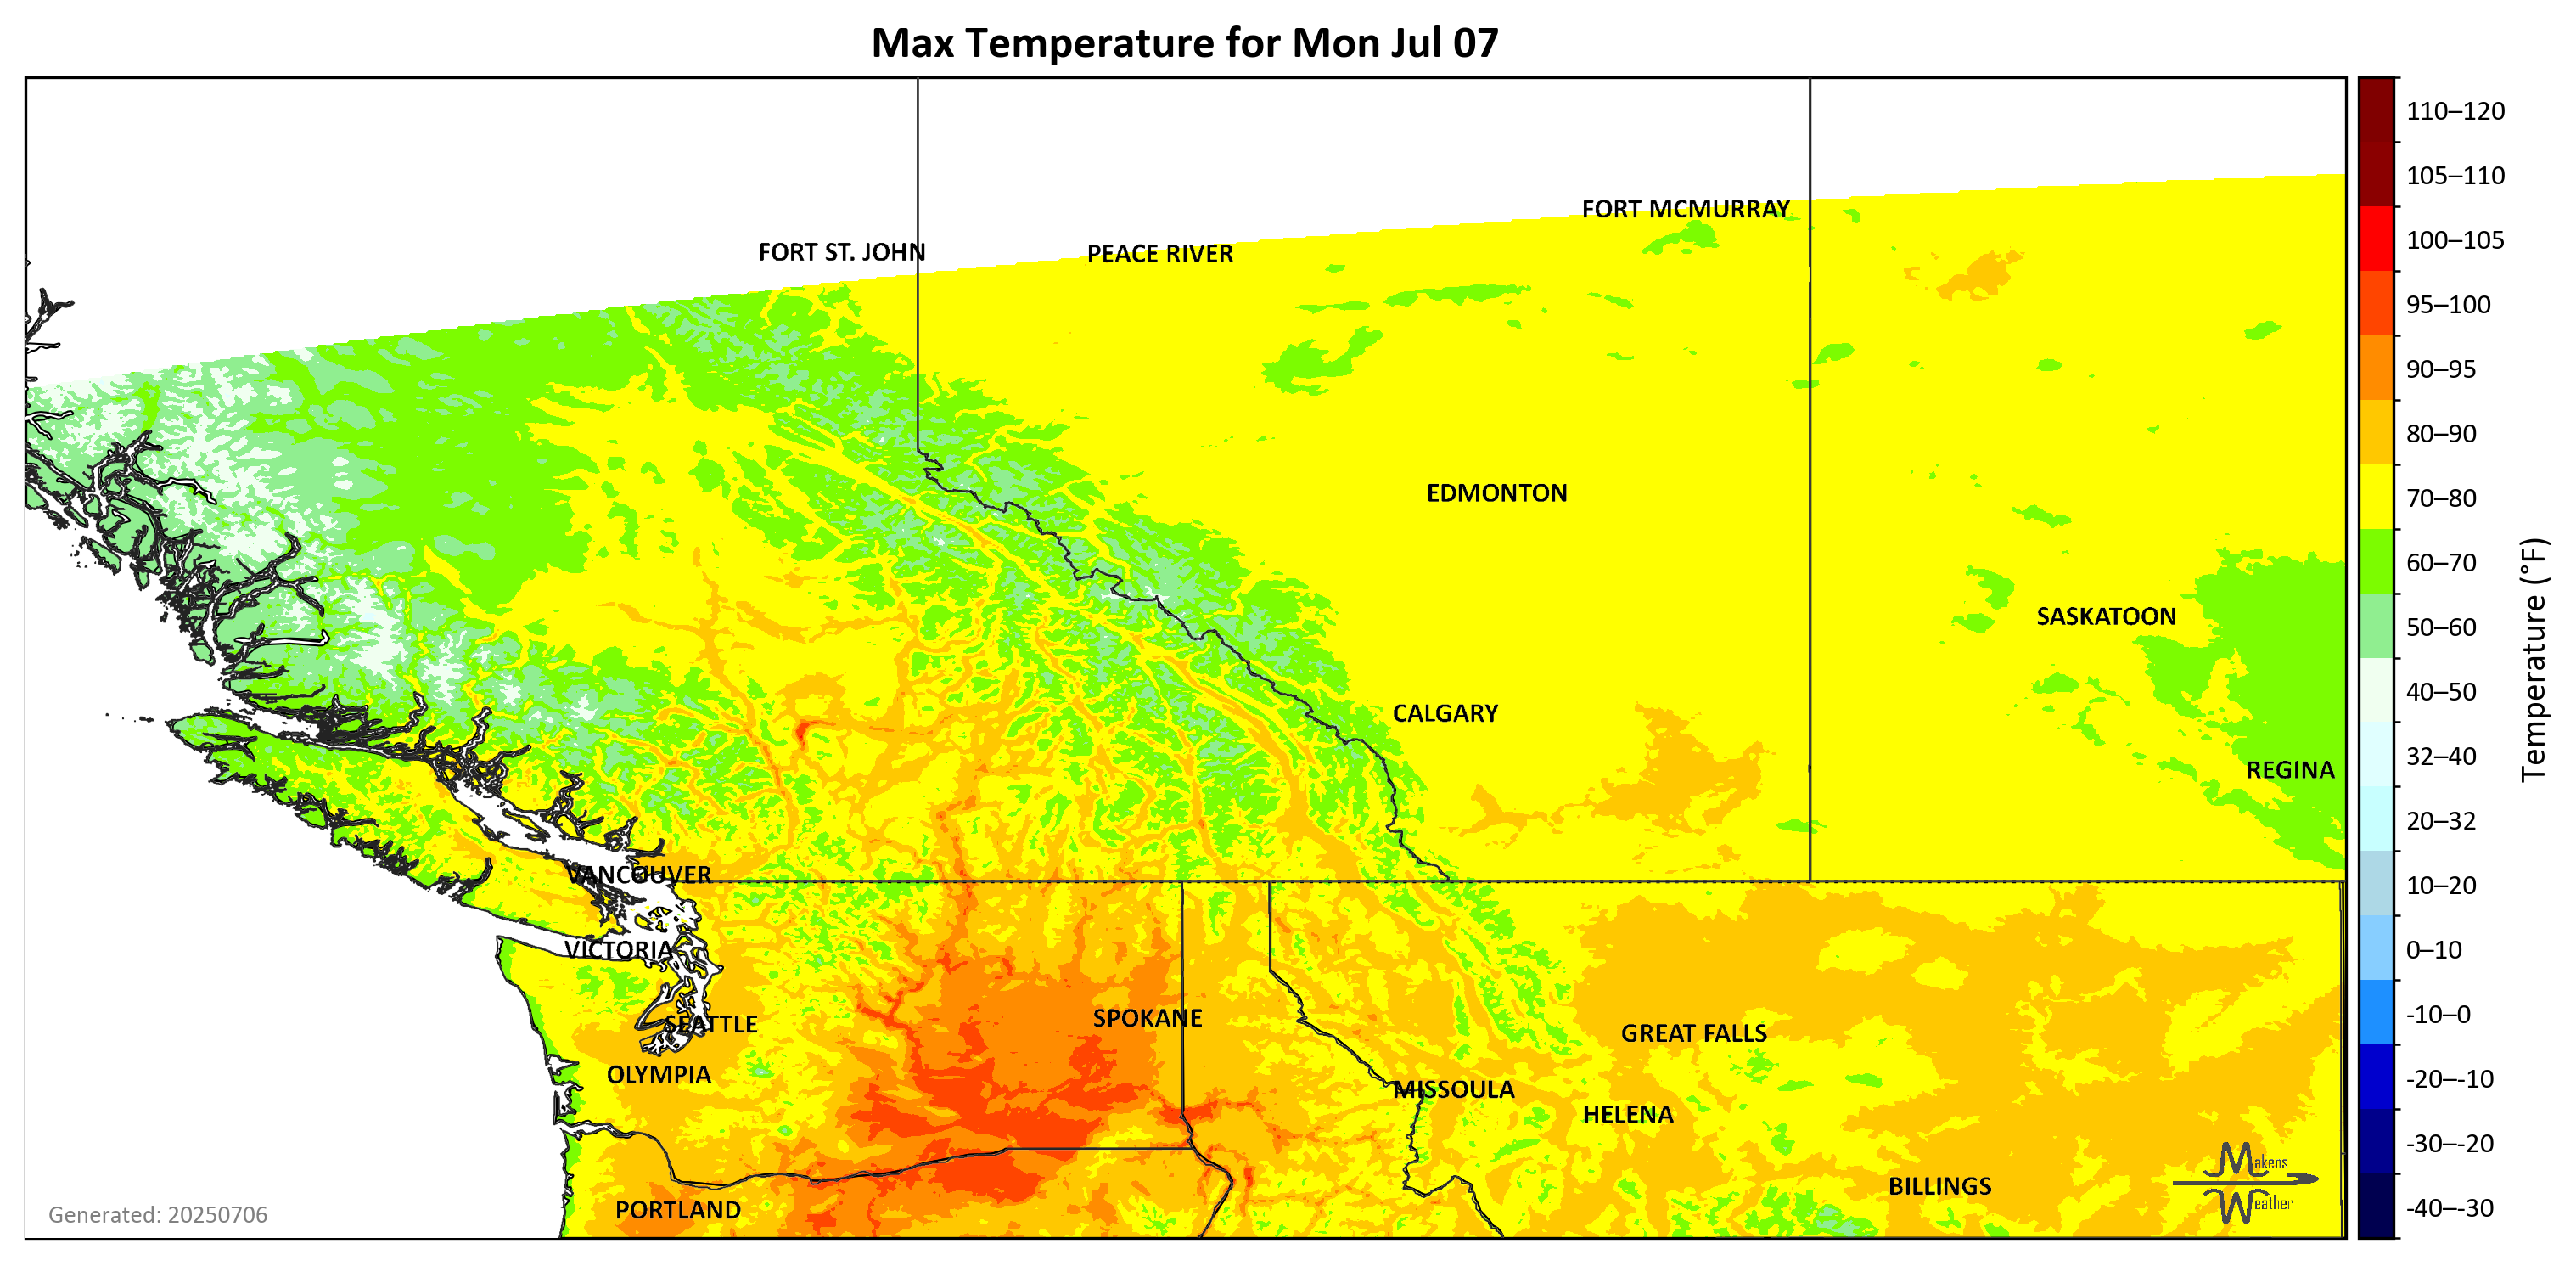 Max Temperature for Mon Jul 07
FORT MCMURRAY
FORT ST. JOHN
PEACE RIVER
EDMONTON
SASKATOON
CALGARY
REGINA
VANCOUVER
VICTORIA
SEATTLE
SPOKANE
GREAT FALLS
OLYMPIA
MISSOULA
HELENA
BILLINGS
PORTLAND
Makens
Weather
Generated: 20250706
110–120
105–110
100–105
95–100
90–95
80–90
70–80
60–70
50–60
40–50
32–40
20–32
10–20
0–10
-10–0
-20–-10
-30–-20
-40–-30
Temperature (°F)